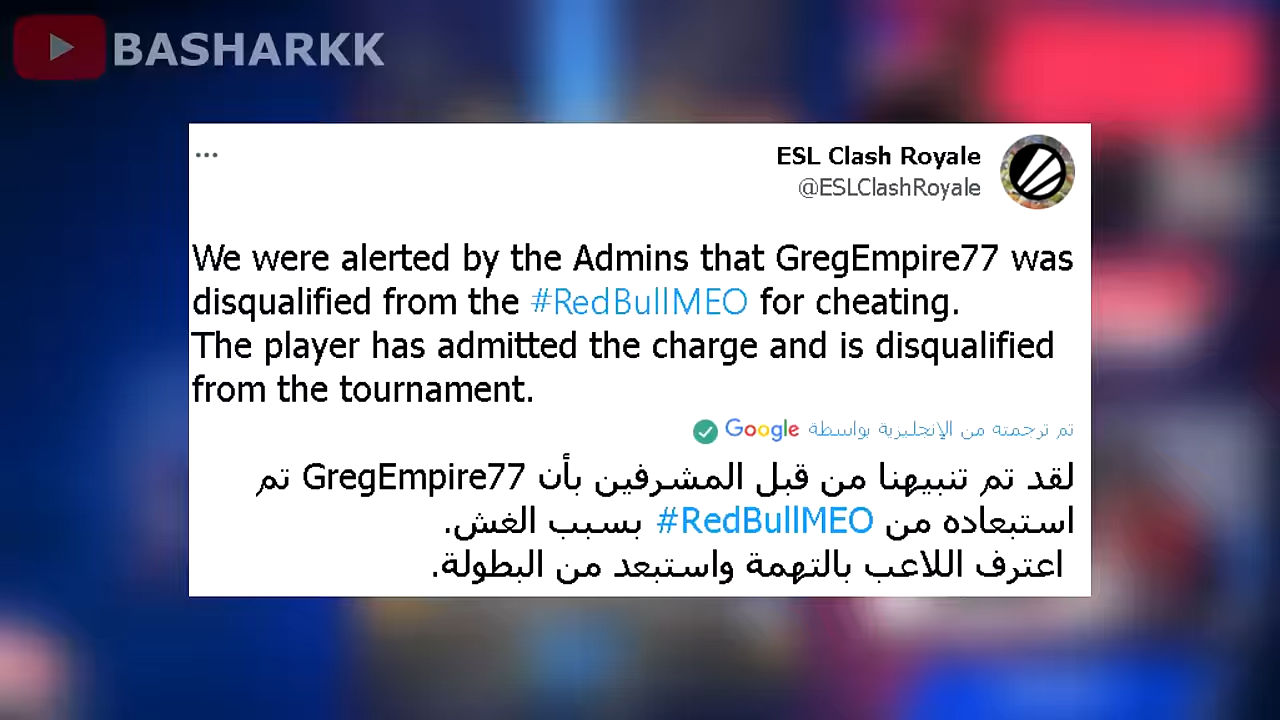 BASHARKK
ESL Clash Royale
@ESLClashRoyale
We were alerted by the Admins that GregEmpire77 was
disqualified from the #RedBullMEO for cheating.
The player has admitted the charge and is disqualified
from the tournament.
تم ترجمته من الإنجليزية بواسطة Google
لقد تم تنبيهنا من قبل المشرفين بأن GregEmpire77 تم
استبعاده من #RedBullMEO بسبب الغش.
اعترف اللاعب بالتهمة واستبعد من البطولة.